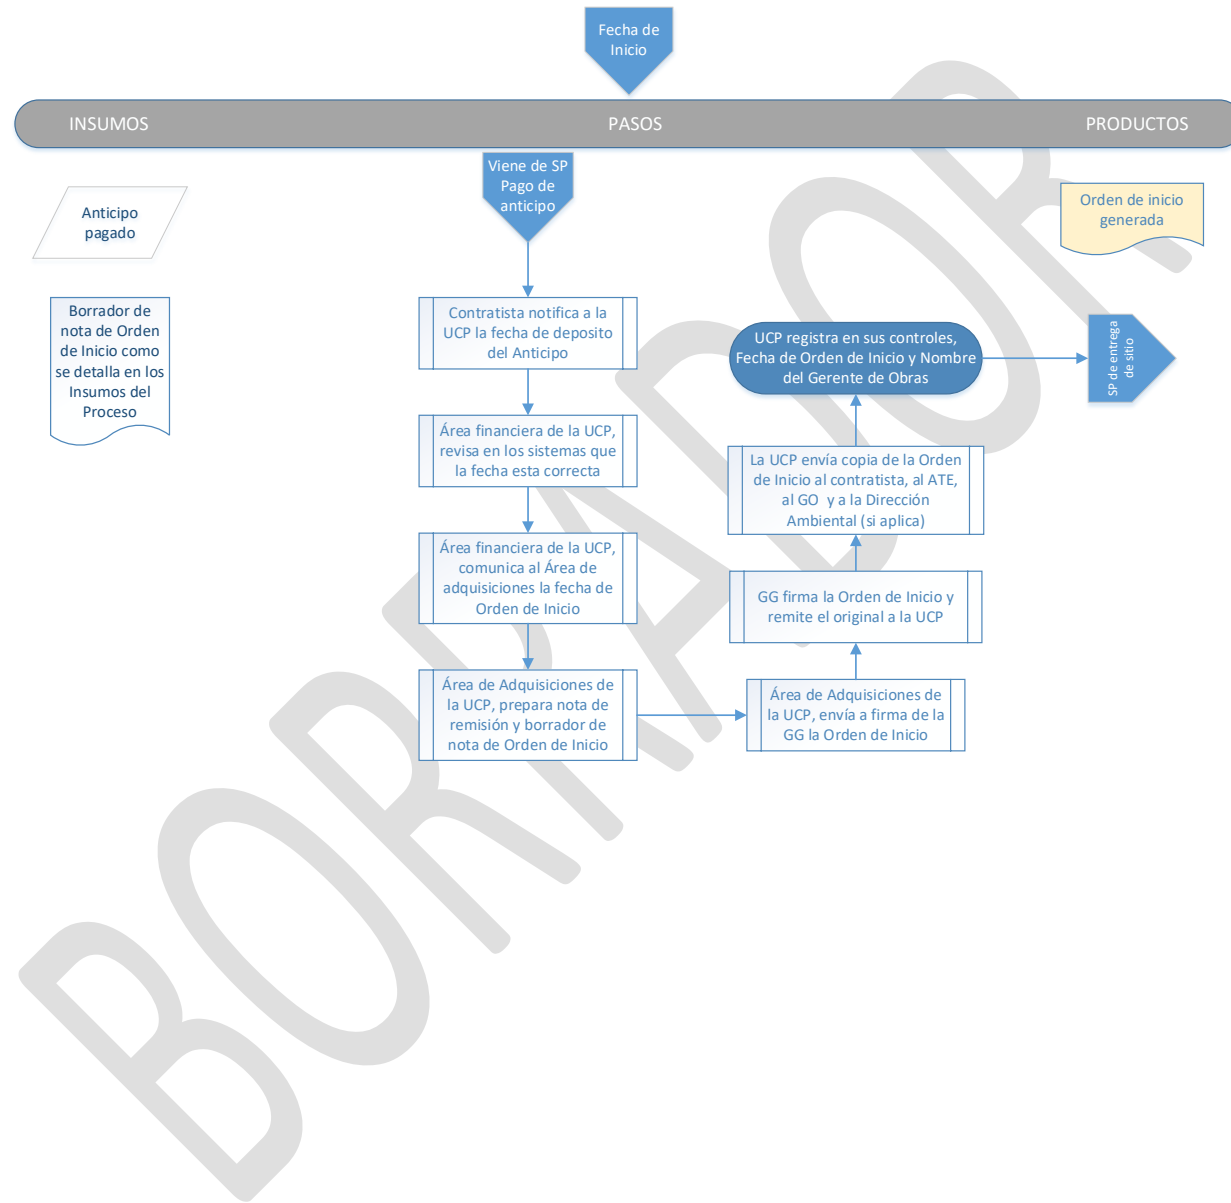 Fecha de
Inicio
INSUMOS
PASOS
PRODUCTOS
Viene de SP
Pago de
anticipo
Anticipo
pagado
Orden de inicio
generada
Borrador de
nota de Orden
de Inicio como
se detalla en los
Insumos del
Proceso
Contratista notifica a la
UCP la fecha de deposito
del Anticipo
Área financiera de la UCP,
revisa en los sistemas que
la fecha esta correcta
Área financiera de la UCP,
comunica al Área de
adquisiciones la fecha de
Orden de Inicio
Área de Adquisiciones de
la UCP, prepara nota de
remisión y borrador de
nota de Orden de Inicio
Área de Adquisiciones de
la UCP, envía a firma de la
GG la Orden de Inicio
GG firma la Orden de Inicio y
remite el original a la UCP
La UCP envía copia de la Orden
de Inicio al contratista, al ATE,
al GO  y a la Dirección
Ambiental (si aplica)
UCP registra en sus controles,
Fecha de Orden de Inicio y Nombre
del Gerente de Obras
SP de entrega
de sitio
BORRADOR